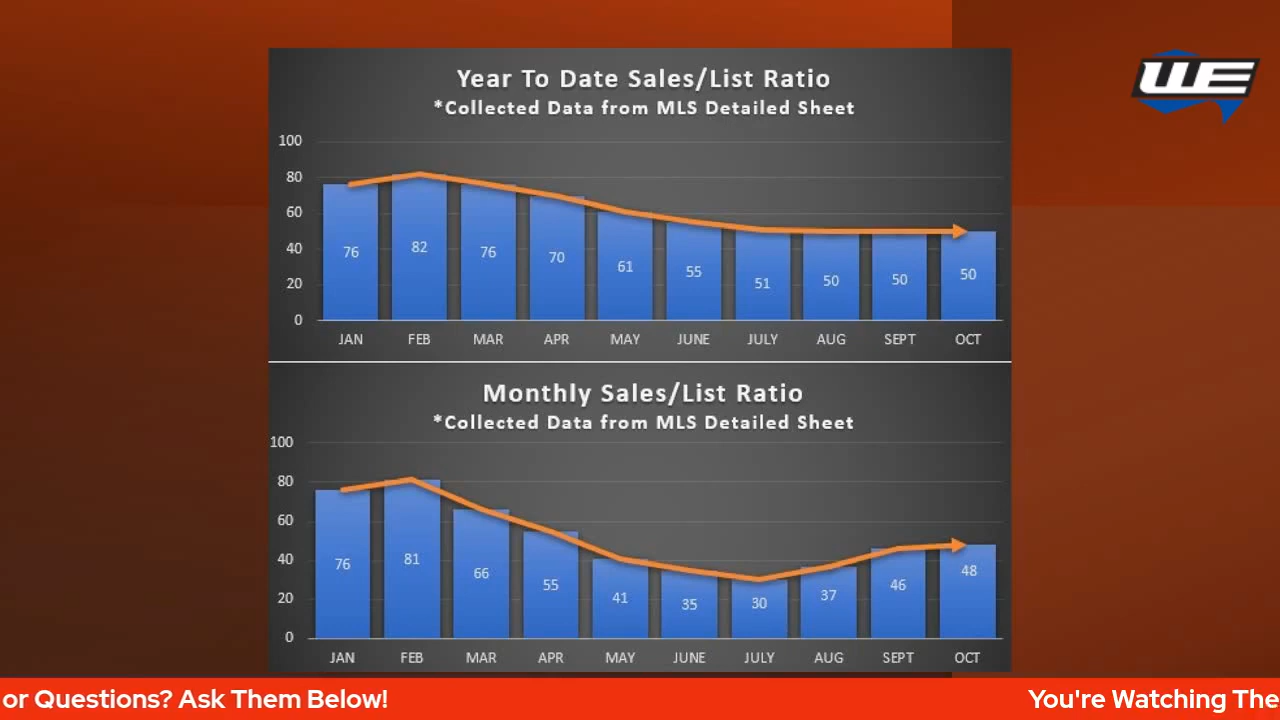 Year To Date Sales/List Ratio
*Collected Data from MLS Detailed Sheet
WE
100
80
60
40
20
0
76 82 76 70 61 55 51 50 50 50
JAN FEB MAR APR MAY JUNE JULY AUG SEPT OCT
Monthly Sales/List Ratio
*Collected Data from MLS Detailed Sheet
100
80
60
40
20
0
76 81 66 55 41 35 30 37 46 48
JAN FEB MAR APR MAY JUNE JULY AUG SEPT OCT
or Questions? Ask Them Below! You're Watching The